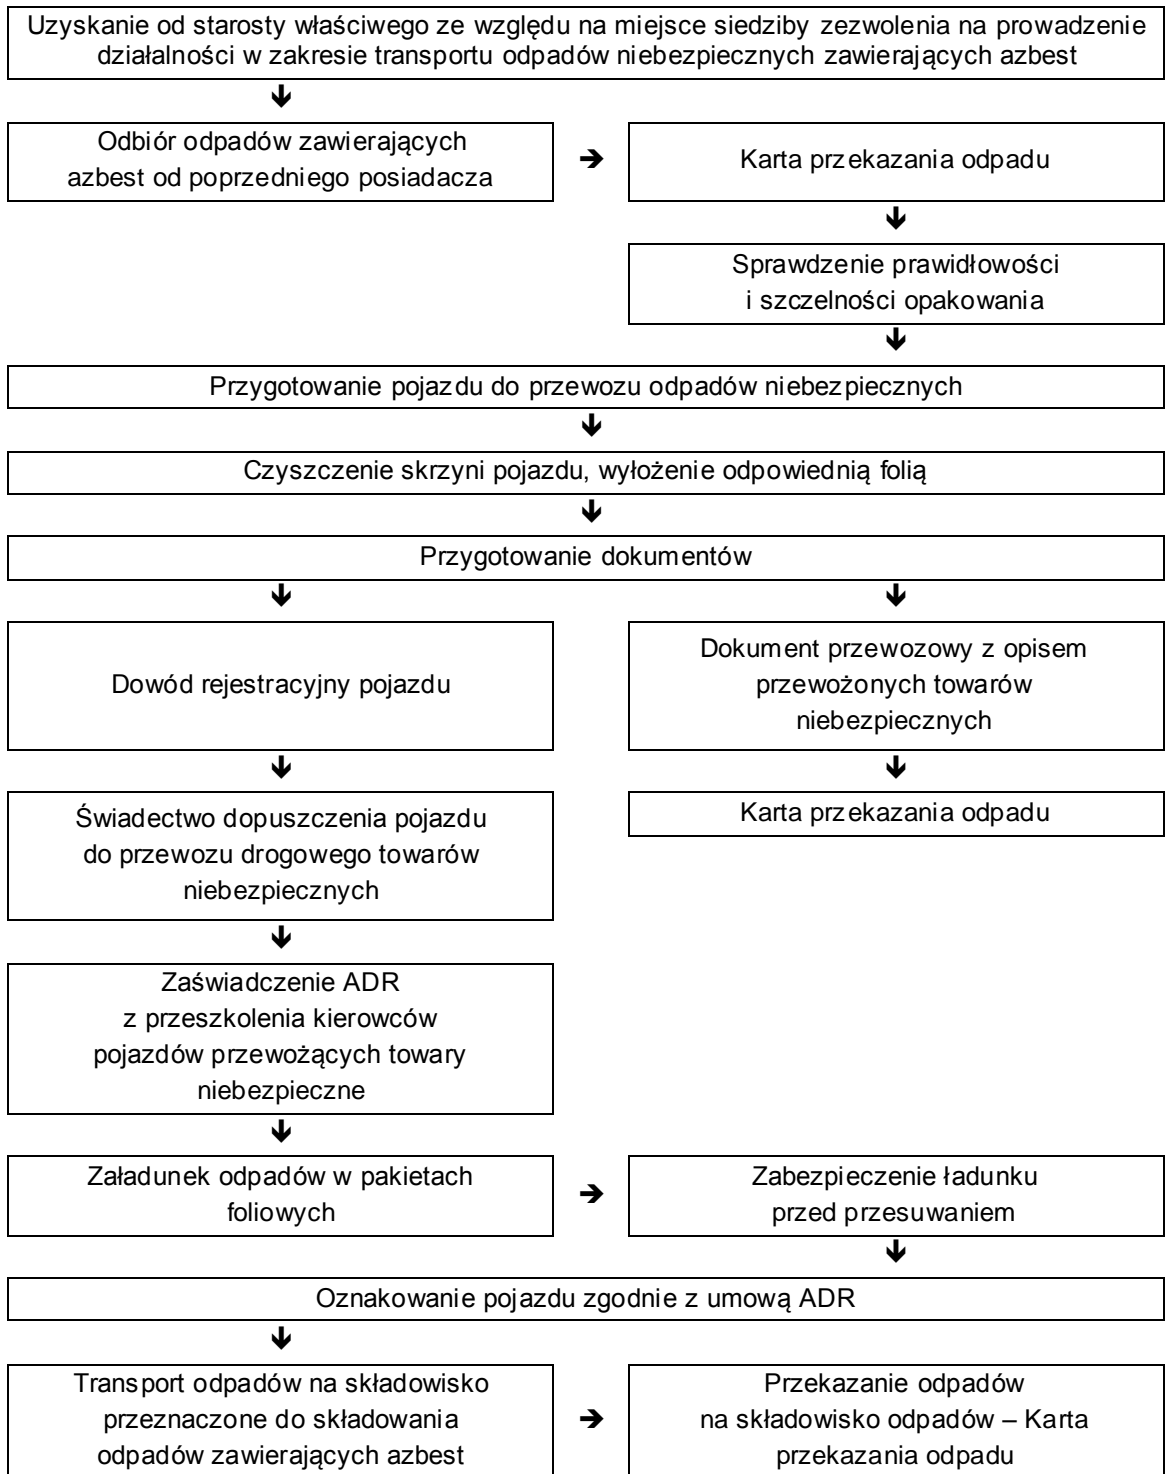 Uzyskanie od starosty właściwego ze względu na miejsce siedziby zezwolenia na prowadzenie
działalności w zakresie transportu odpadów niebezpiecznych zawierających azbest
Odbiór odpadów zawierających
azbest od poprzedniego posiadacza
Karta przekazania odpadu
Sprawdzenie prawidłowości
i szczelności opakowania
Przygotowanie pojazdu do przewozu odpadów niebezpiecznych
Czyszczenie skrzyni pojazdu, wyłożenie odpowiednią folią
Przygotowanie dokumentów
Dowód rejestracyjny pojazdu
Dokument przewozowy z opisem
przewożonych towarów
niebezpiecznych
Świadectwo dopuszczenia pojazdu
do przewozu drogowego towarów
niebezpiecznych
Karta przekazania odpadu
Zaświadczenie ADR
z przeszkolenia kierowców
pojazdów przewożących towary
niebezpieczne
Załadunek odpadów w pakietach
foliowych
Zabezpieczenie ładunku
przed przesuwaniem
Oznakowanie pojazdu zgodnie z umową ADR
Transport odpadów na składowisko
przeznaczone do składowania
odpadów zawierających azbest
Przekazanie odpadów
na składowisko odpadów – Karta
przekazania odpadu